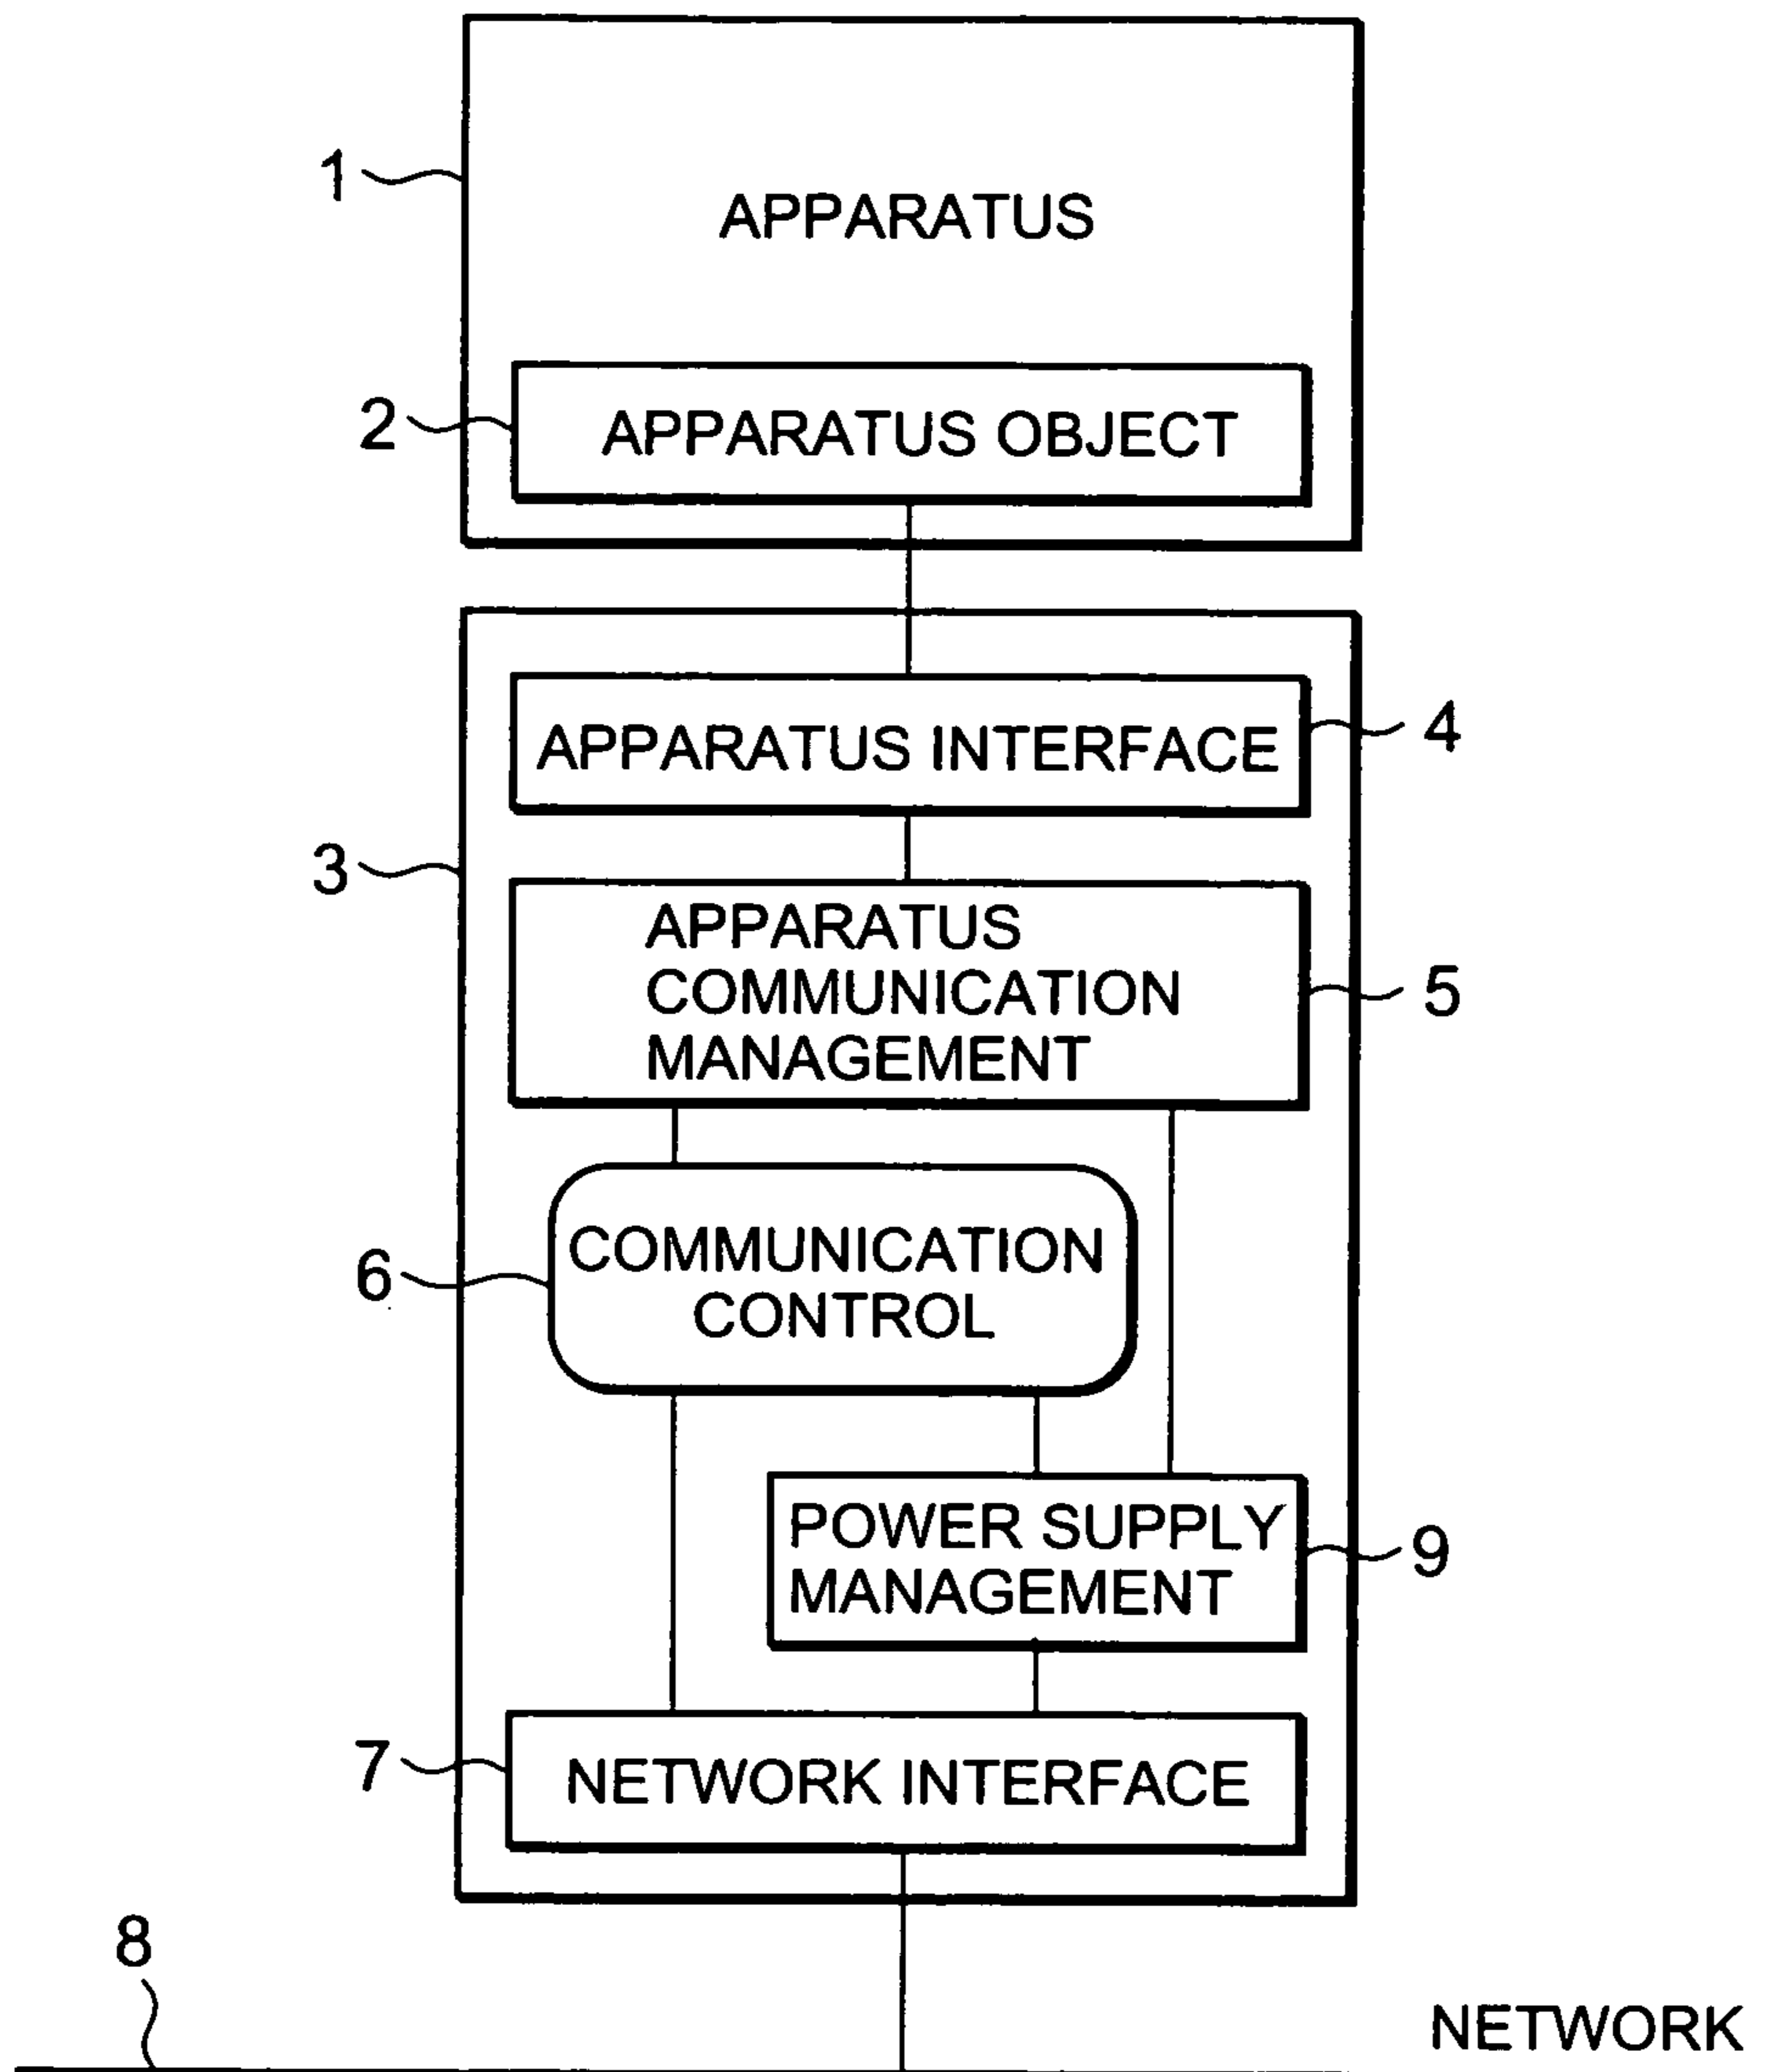 1
APPARATUS
2
APPARATUS OBJECT
APPARATUS INTERFACE
4
3
APPARATUS
COMMUNICATION
MANAGEMENT
5
6
COMMUNICATION
CONTROL
POWER SUPPLY
MANAGEMENT
9
7
NETWORK INTERFACE
8
NETWORK